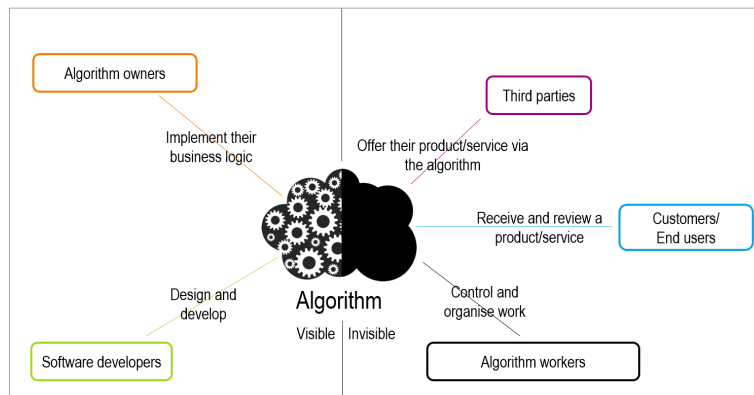 Algorithm owners
Implement their
business logic
Third parties
Offer their product/service via
the algorithm
Receive and review a
product/service
Customers/
End users
Design and
develop
Algorithm
Control and
organise work
Visible
Invisible
Software developers
Algorithm workers